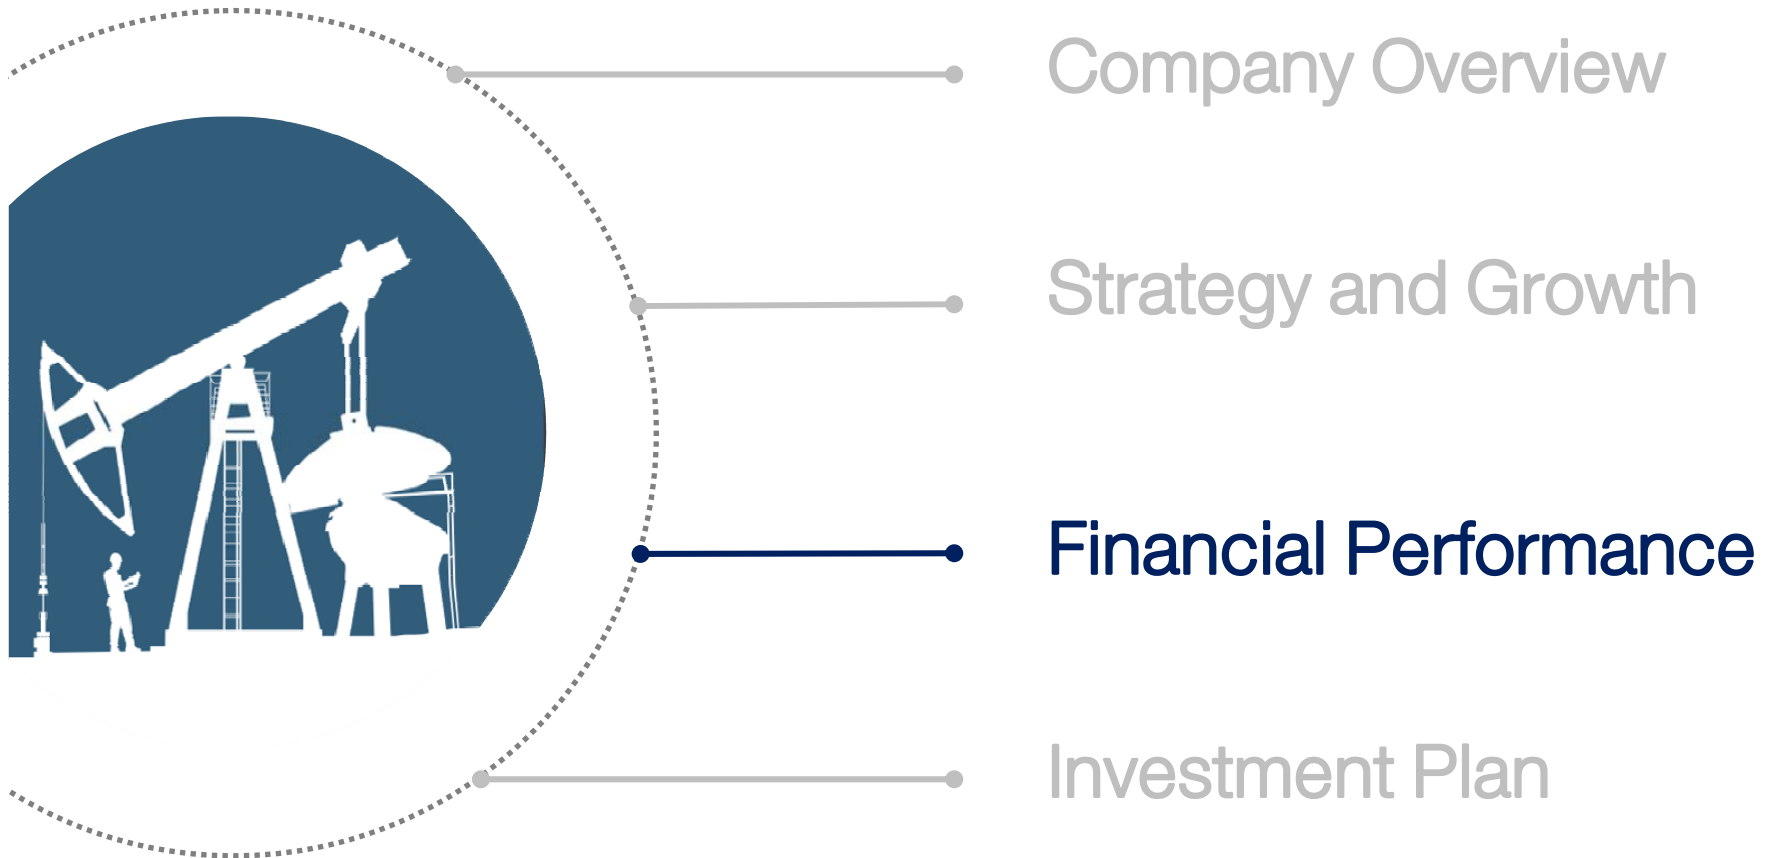 Company Overview
Strategy and Growth
Financial Performance
Investment Plan